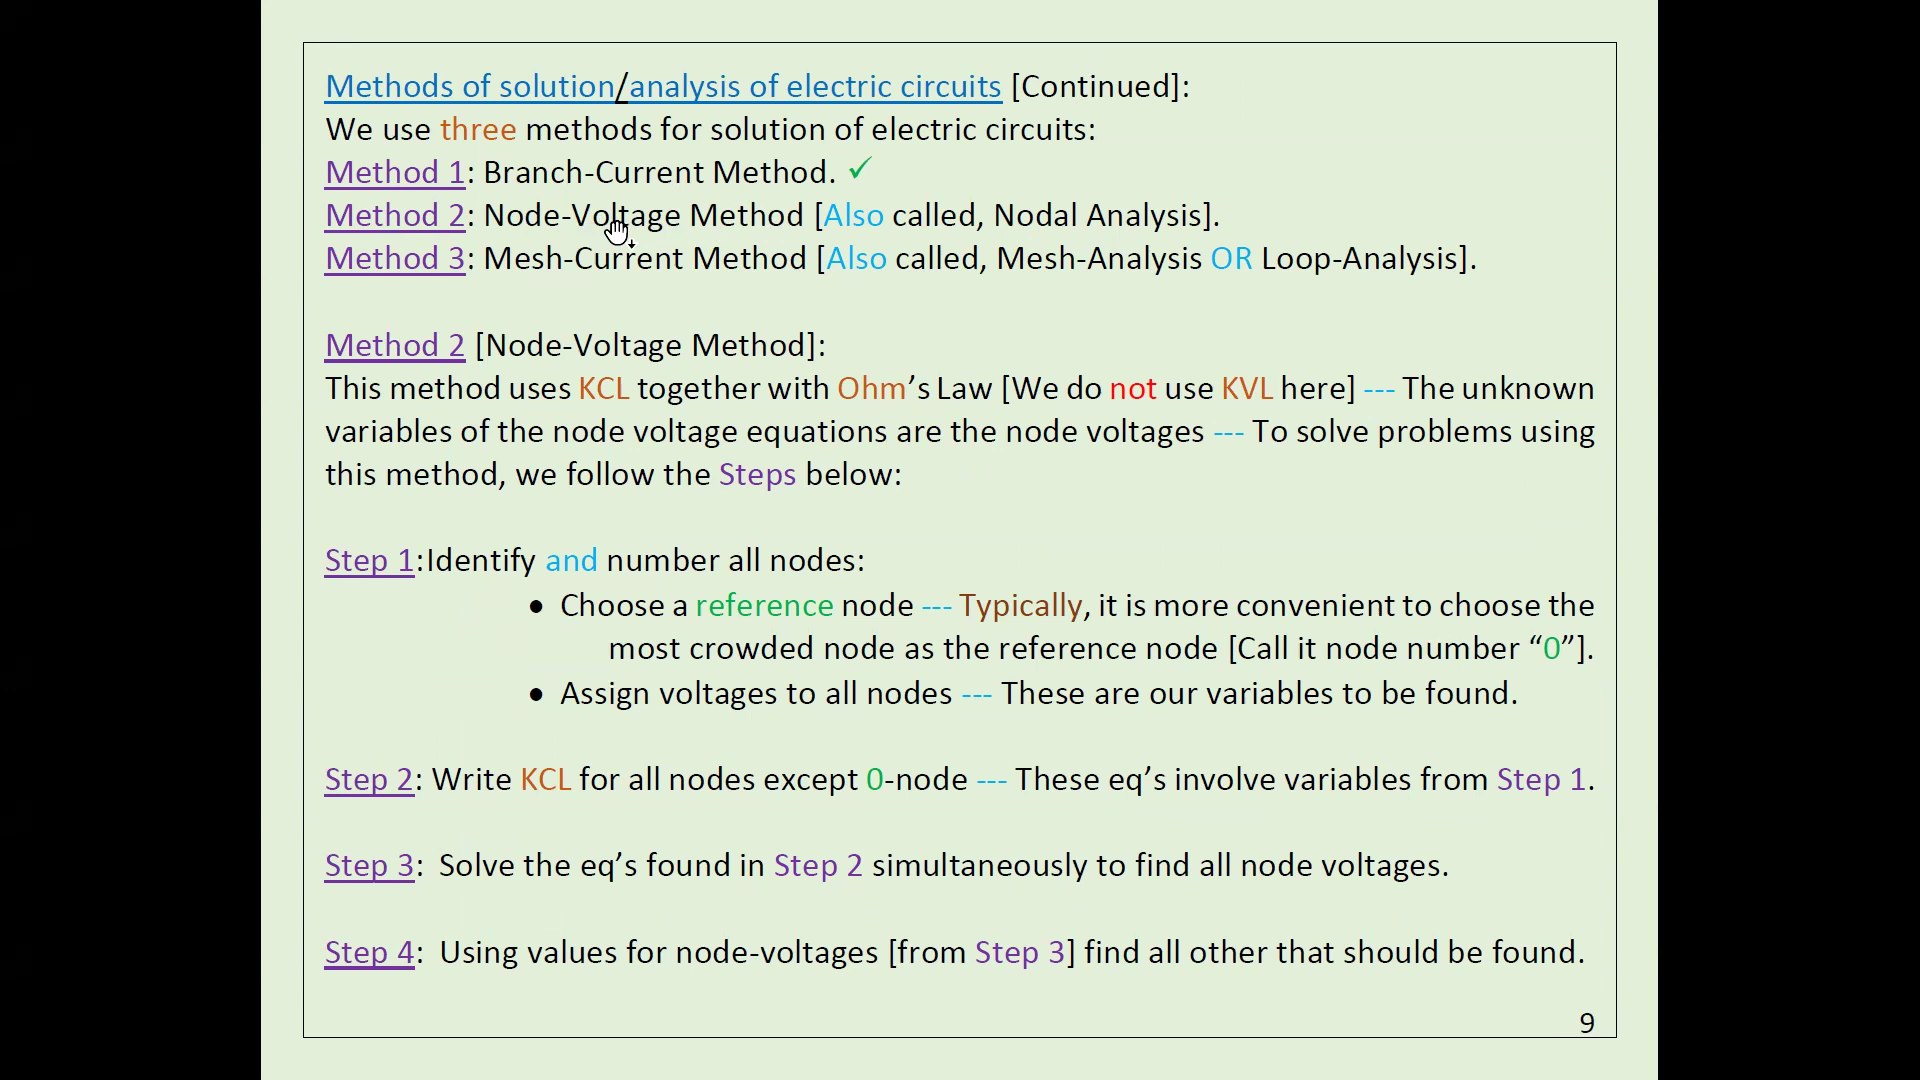 Methods of solution/analysis of electric circuits [Continued]:
We use three methods for solution of electric circuits:
Method 1: Branch-Current Method. ✓
Method 2: Node-Voltage Method [Also called, Nodal Analysis].
Method 3: Mesh-Current Method [Also called, Mesh-Analysis OR Loop-Analysis].
Method 2 [Node-Voltage Method]:
This method uses KCL together with Ohm’s Law [We do not use KVL here] --- The unknown
variables of the node voltage equations are the node voltages --- To solve problems using
this method, we follow the Steps below:
Step 1:Identify and number all nodes:
• Choose a reference node --- Typically, it is more convenient to choose the
most crowded node as the reference node [Call it node number “0”].
• Assign voltages to all nodes --- These are our variables to be found.
Step 2: Write KCL for all nodes except 0-node --- These eq’s involve variables from Step 1.
Step 3: Solve the eq’s found in Step 2 simultaneously to find all node voltages.
Step 4: Using values for node-voltages [from Step 3] find all other that should be found.
9